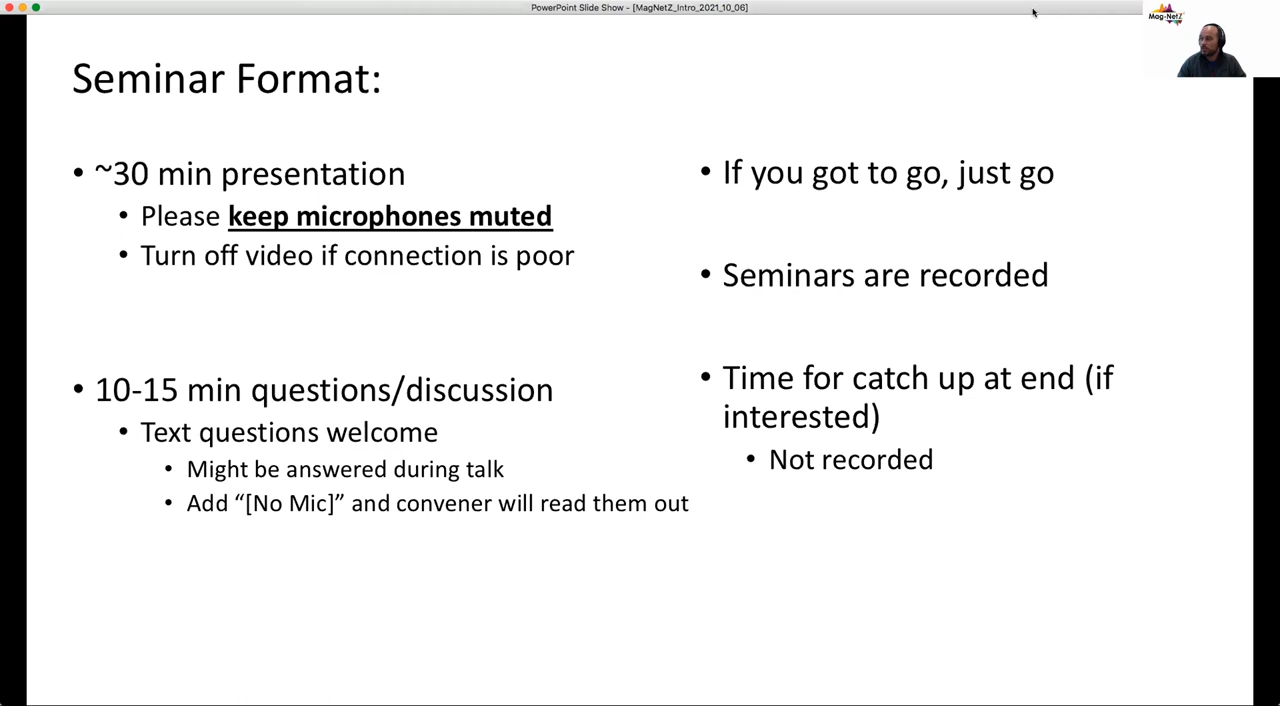 PowerPoint Slide Show - [MagNetZ_Intro_2021_10_06]
Mag-NetZ
Seminar Format:
• ~30 min presentation
• Please keep microphones muted
• Turn off video if connection is poor
• 10-15 min questions/discussion
• Text questions welcome
• Might be answered during talk
• Add “[No Mic]” and convener will read them out
• If you got to go, just go
• Seminars are recorded
• Time for catch up at end (if
interested)
• Not recorded